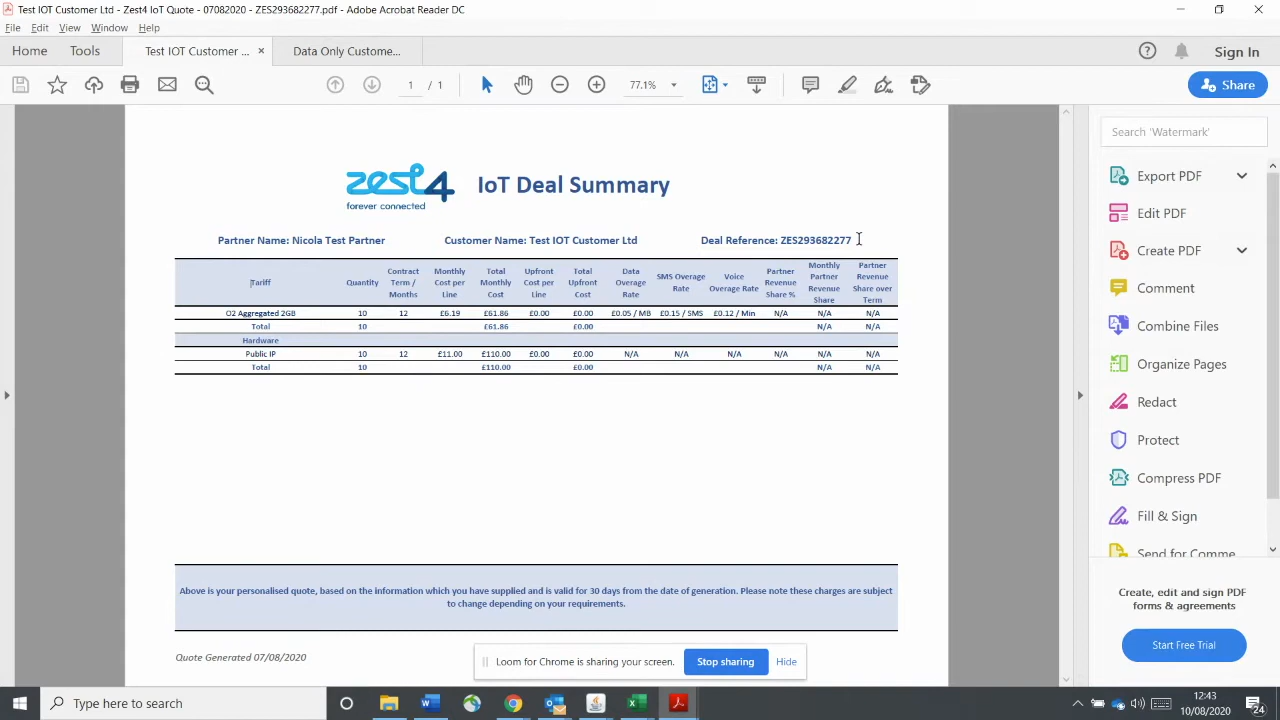 Test IOT Customer Ltd - Zest4 IoT Quote - 07082020 - ZES293682277.pdf - Adobe Acrobat Reader DC
File Edit View Window Help
Home Tools Test IOT Customer ... × Data Only Custome... Sign In
1 / 1 77.1% Share
Search 'Watermark'
Export PDF
Edit PDF
Create PDF
Comment
Combine Files
Organize Pages
Redact
Protect
Compress PDF
Fill & Sign
Send for Comme
Create, edit and sign PDF
forms & agreements
Start Free Trial
zest4
forever connected
IoT Deal Summary
Partner Name: Nicola Test Partner Customer Name: Test IOT Customer Ltd Deal Reference: ZES293682277
Tariff Quantity Contract Term / Months Monthly Cost per Line Total Monthly Cost Upfront Cost per Line Total Upfront Cost Data Overage Rate SMS Overage Rate Voice Overage Rate Partner Revenue Share % Monthly Partner Revenue Share Partner Revenue Share over Term
O2 Aggregated 2GB 10 12 £6.19 £61.86 £0.00 £0.00 £0.05 / MB £0.15 / SMS £0.12 / Min N/A N/A N/A
Total 10 £61.86 £0.00 N/A N/A
Hardware
Public IP 10 12 £11.00 £110.00 £0.00 £0.00 N/A N/A N/A N/A N/A N/A
Total 10 £110.00 £0.00 N/A N/A
Above is your personalised quote, based on the information which you have supplied and is valid for 30 days from the date of generation. Please note these charges are subject
to change depending on your requirements.
Quote Generated 07/08/2020
Loom for Chrome is sharing your screen. Stop sharing Hide
Type here to search
12:43
10/08/2020
24